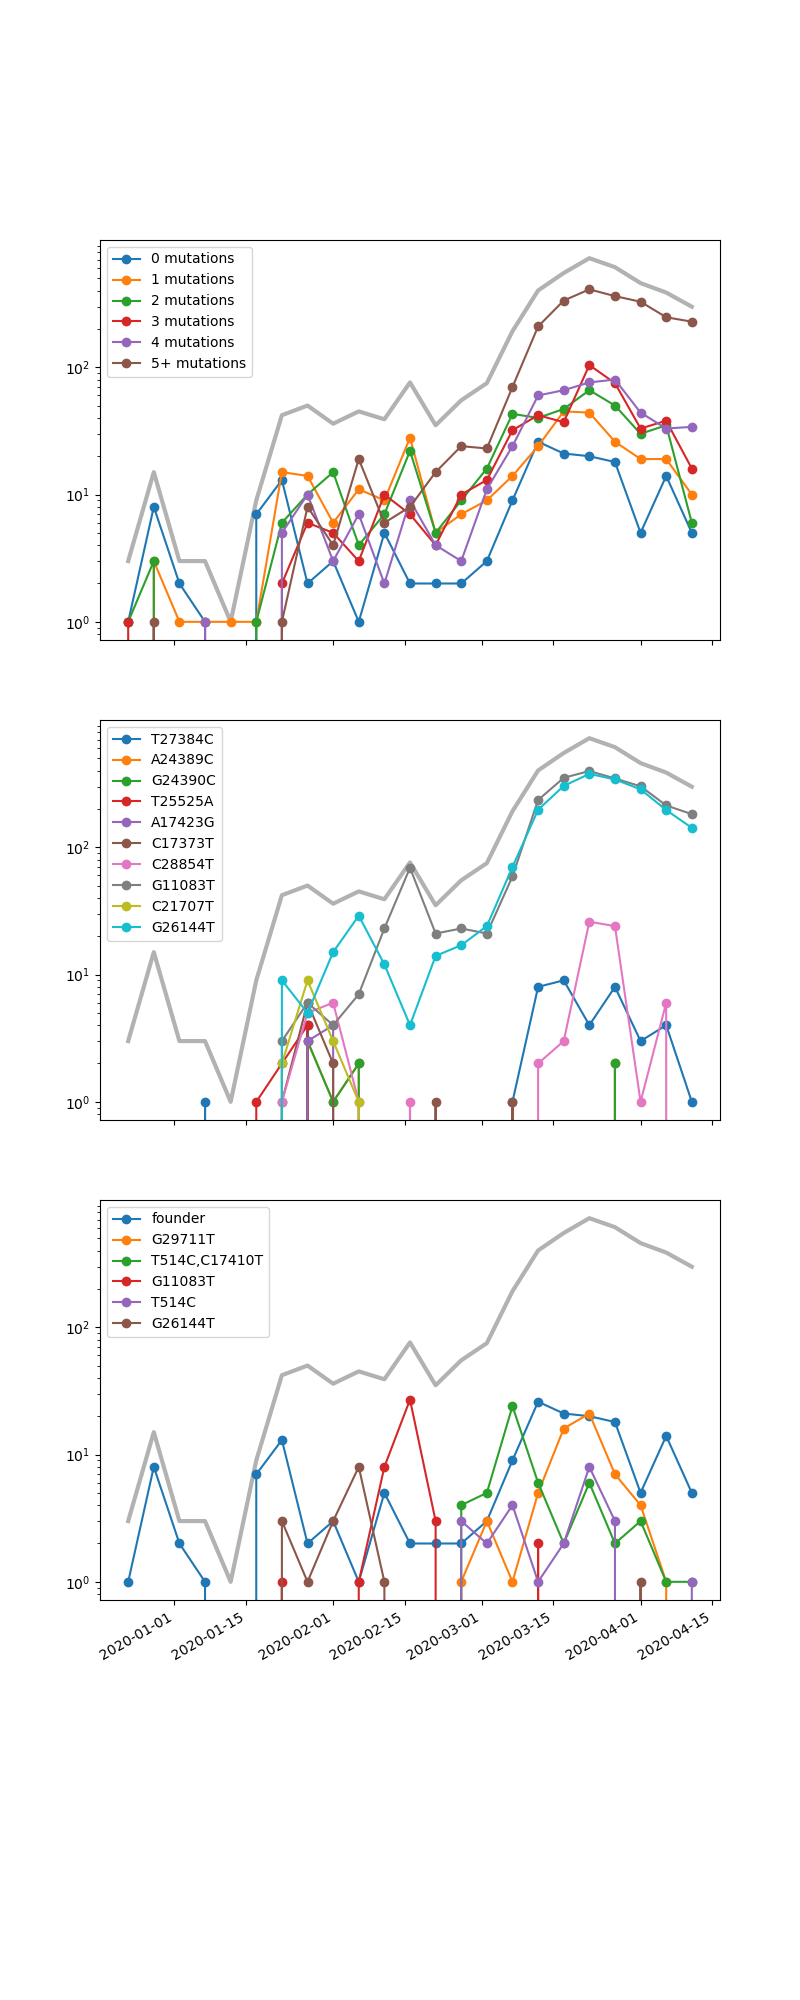 0 mutations
1 mutations
2 mutations
3 mutations
4 mutations
5+ mutations
10²
10¹
10⁰
T27384C
A24389C
G24390C
T25525A
A17423G
C17373T
C28854T
G11083T
C21707T
G26144T
10²
10¹
10⁰
founder
G29711T
T514C,C17410T
G11083T
T514C
G26144T
10²
10¹
10⁰
2020-01-01
2020-01-15
2020-02-01
2020-02-15
2020-03-01
2020-03-15
2020-04-01
2020-04-15